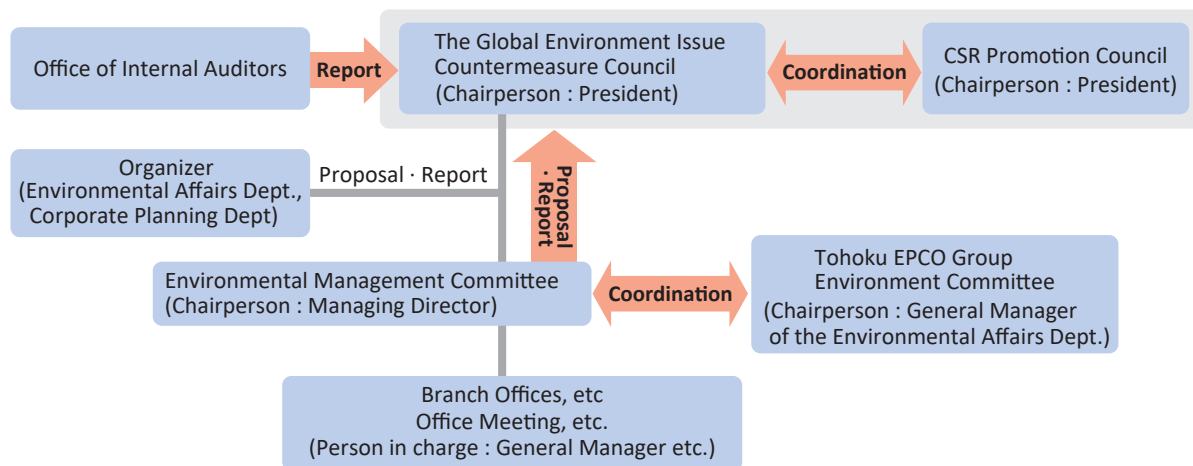 Office of Internal Auditors
Report
The Global Environment Issue
Countermeasure Council
(Chairperson : President)
Coordination
CSR Promotion Council
(Chairperson : President)
Organizer
(Environmental Affairs Dept.,
Corporate Planning Dept)
Proposal · Report
Proposal
· Report
Environmental Management Committee
(Chairperson : Managing Director)
Coordination
Tohoku EPCO Group
Environment Committee
(Chairperson : General Manager
of the Environmental Affairs Dept.)
Branch Offices, etc
Office Meeting, etc.
(Person in charge : General Manager etc.)